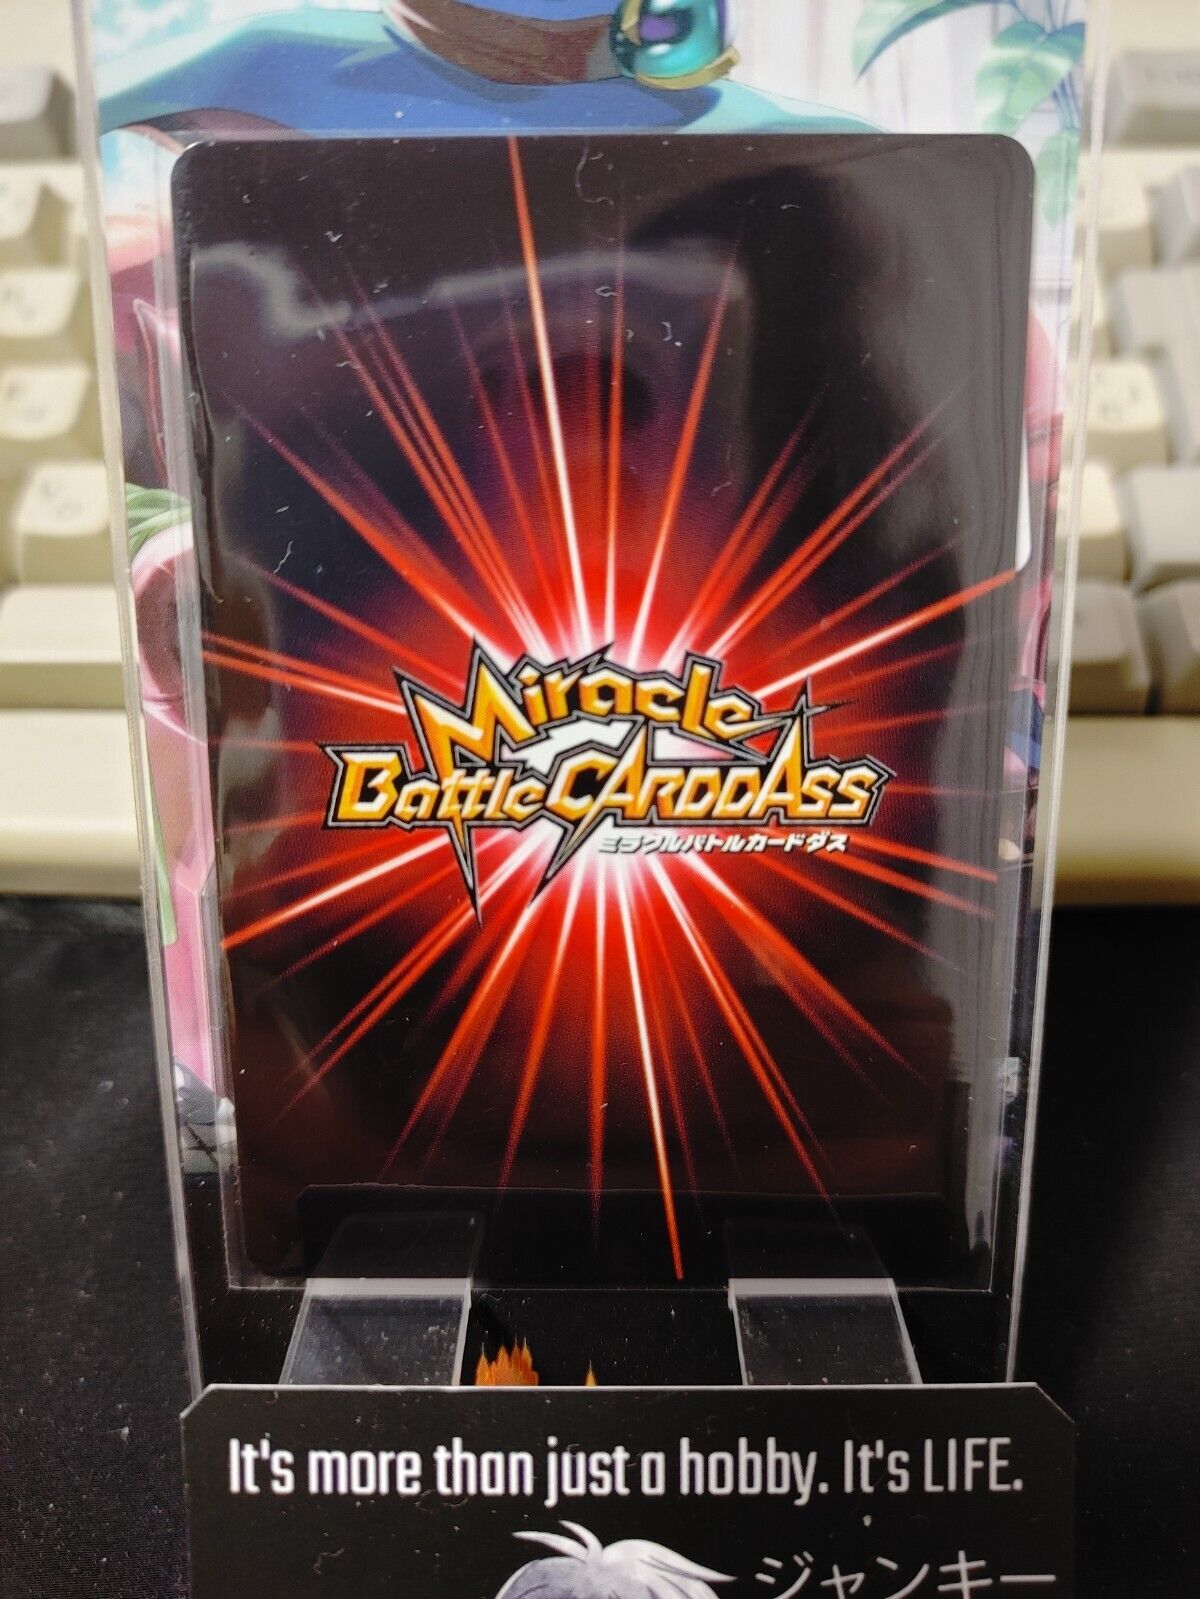 Miracle
Battle CARDDASS
ミラクルバトルカードダス
It's more than just a hobby. It's LIFE.
ジャンキー